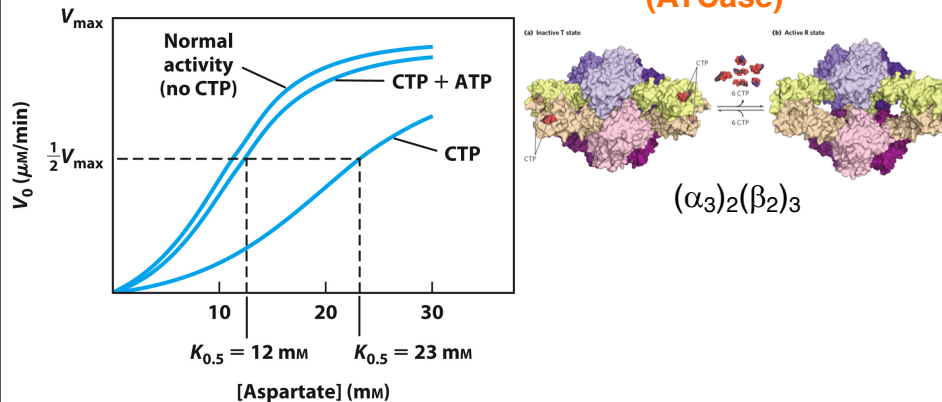 (ATCase)
V₀ (μM/min)
Vmax
½Vmax
Normal
activity
(no CTP)
CTP + ATP
CTP
10
20
30
K₀.₅ = 12 mM
K₀.₅ = 23 mM
[Aspartate] (mM)
(a) Inactive T state
(b) Active R state
CTP
6 CTP
6 CTP
CTP
(α₃)₂(β₂)₃